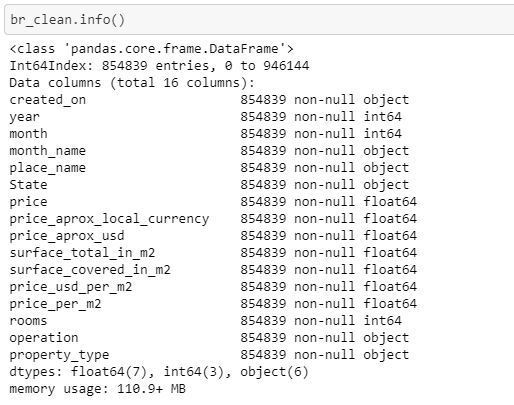 br_clean.info()
<class 'pandas.core.frame.DataFrame'>
Int64Index: 854839 entries, 0 to 946144
Data columns (total 16 columns):
created_on                   854839 non-null object
year                         854839 non-null int64
month                        854839 non-null int64
month_name                   854839 non-null object
place_name                   854839 non-null object
State                        854839 non-null object
price                        854839 non-null float64
price_aprox_local_currency   854839 non-null float64
price_aprox_usd              854839 non-null float64
surface_total_in_m2          854839 non-null float64
surface_covered_in_m2        854839 non-null float64
price_usd_per_m2             854839 non-null float64
price_per_m2                 854839 non-null float64
rooms                        854839 non-null int64
operation                    854839 non-null object
property_type                854839 non-null object
dtypes: float64(7), int64(3), object(6)
memory usage: 110.9+ MB